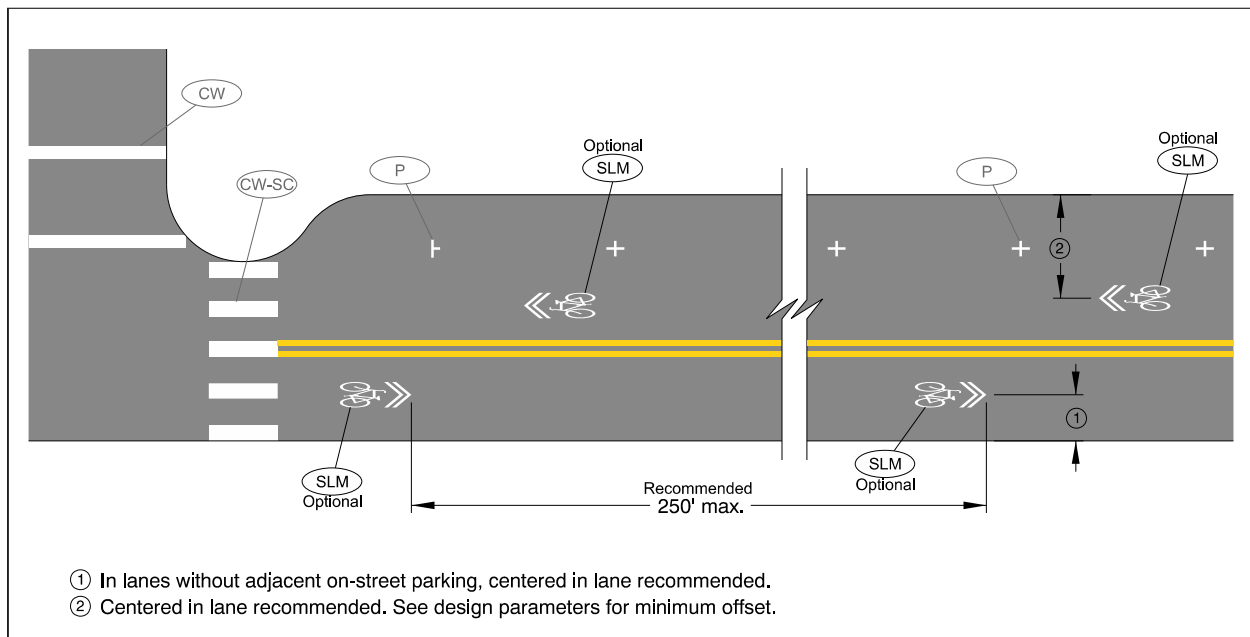 CW
Optional
SLM
Optional
SLM
P
P
CW-SC
②
①
SLM
Optional
SLM
Optional
Recommended
250' max.
① In lanes without adjacent on-street parking, centered in lane recommended.
② Centered in lane recommended. See design parameters for minimum offset.